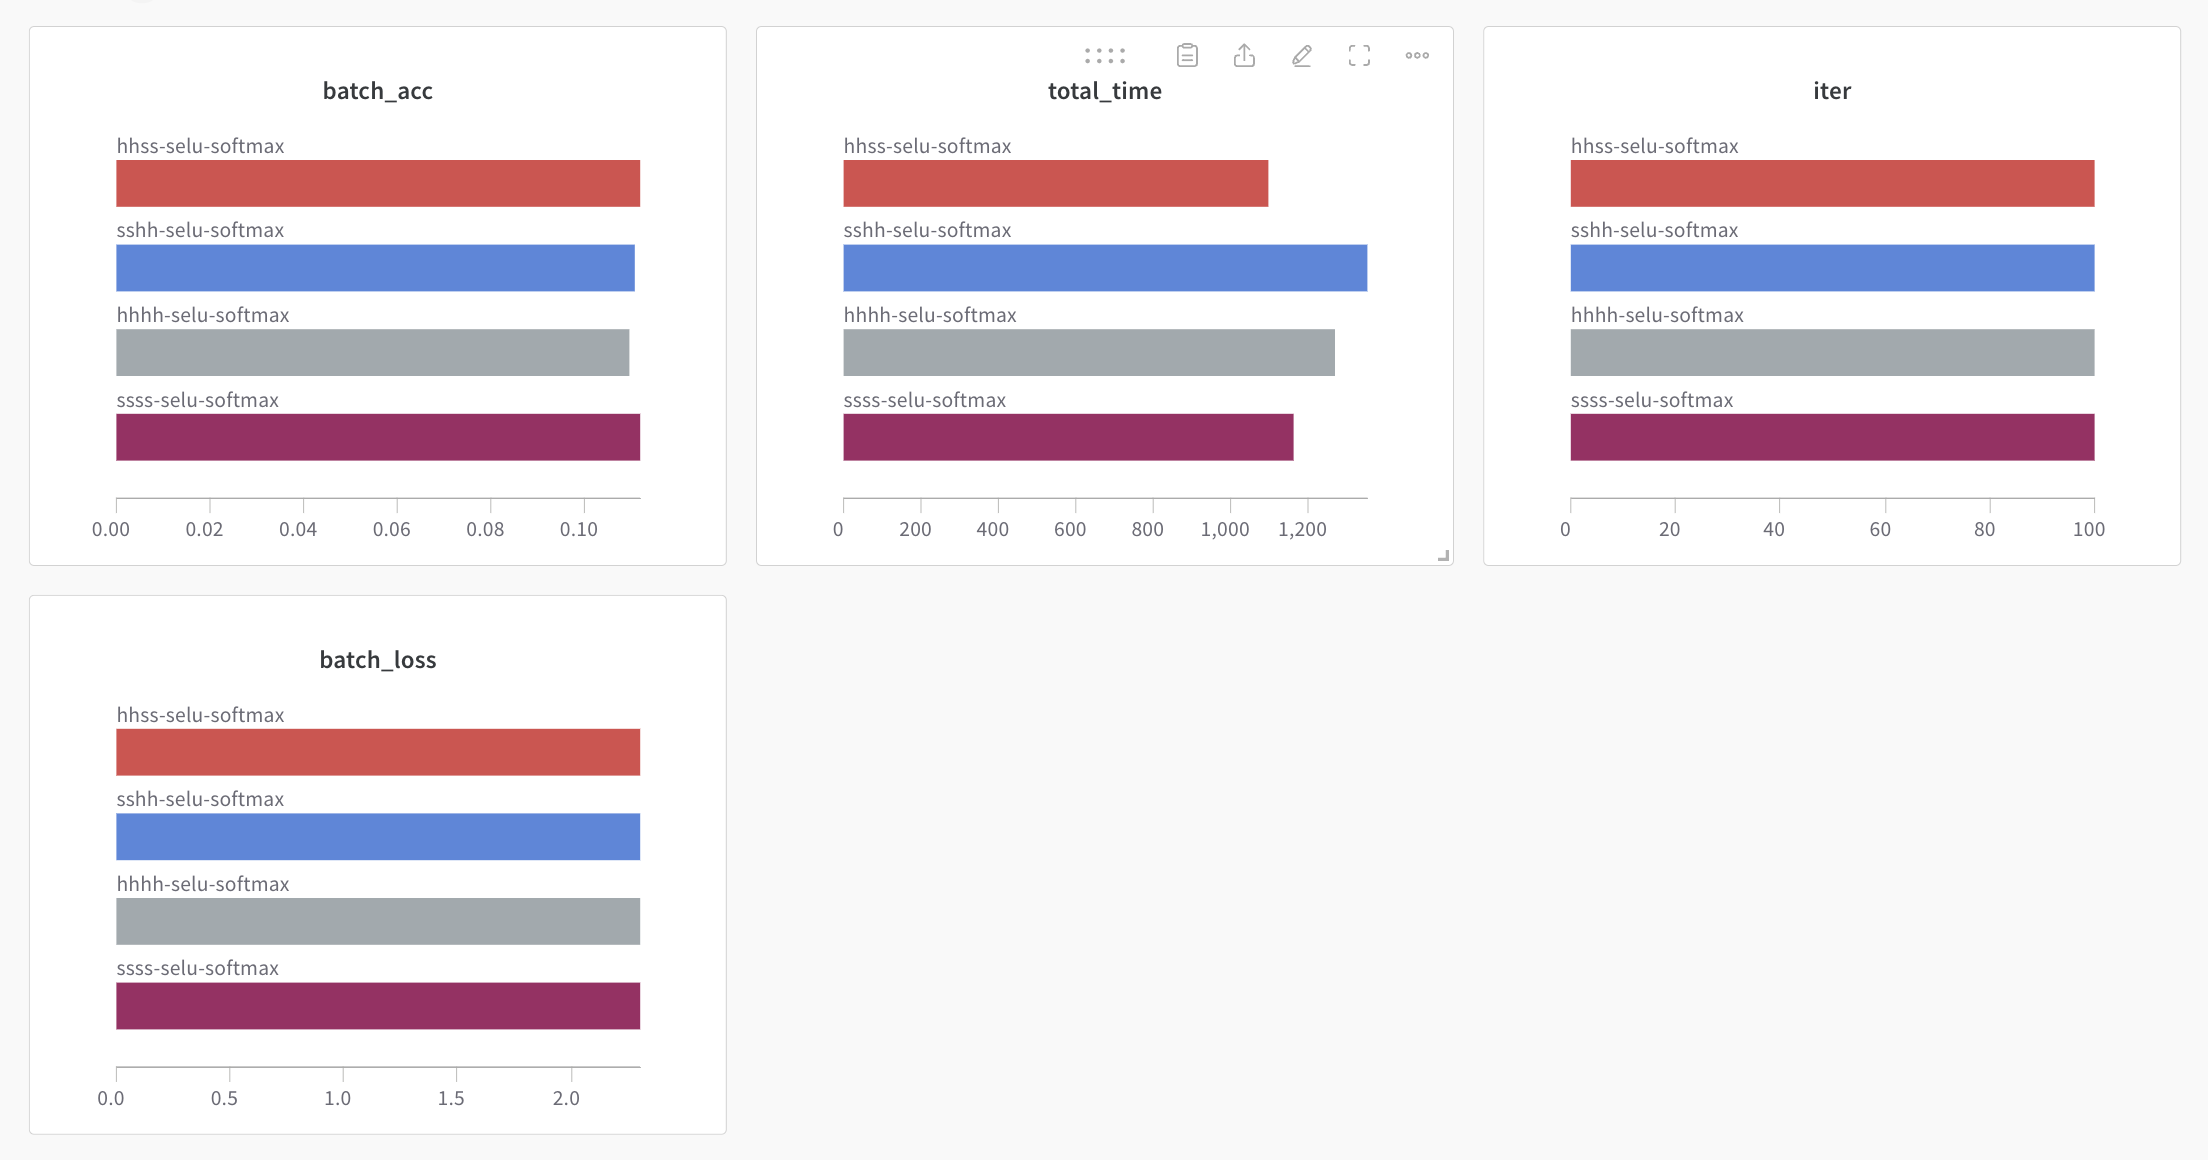 batch_acc
hhss-selu-softmax
sshh-selu-softmax
hhhh-selu-softmax
ssss-selu-softmax
0.00 0.02 0.04 0.06 0.08 0.10
total_time
hhss-selu-softmax
sshh-selu-softmax
hhhh-selu-softmax
ssss-selu-softmax
0 200 400 600 800 1,000 1,200
iter
hhss-selu-softmax
sshh-selu-softmax
hhhh-selu-softmax
ssss-selu-softmax
0 20 40 60 80 100
batch_loss
hhss-selu-softmax
sshh-selu-softmax
hhhh-selu-softmax
ssss-selu-softmax
0.0 0.5 1.0 1.5 2.0